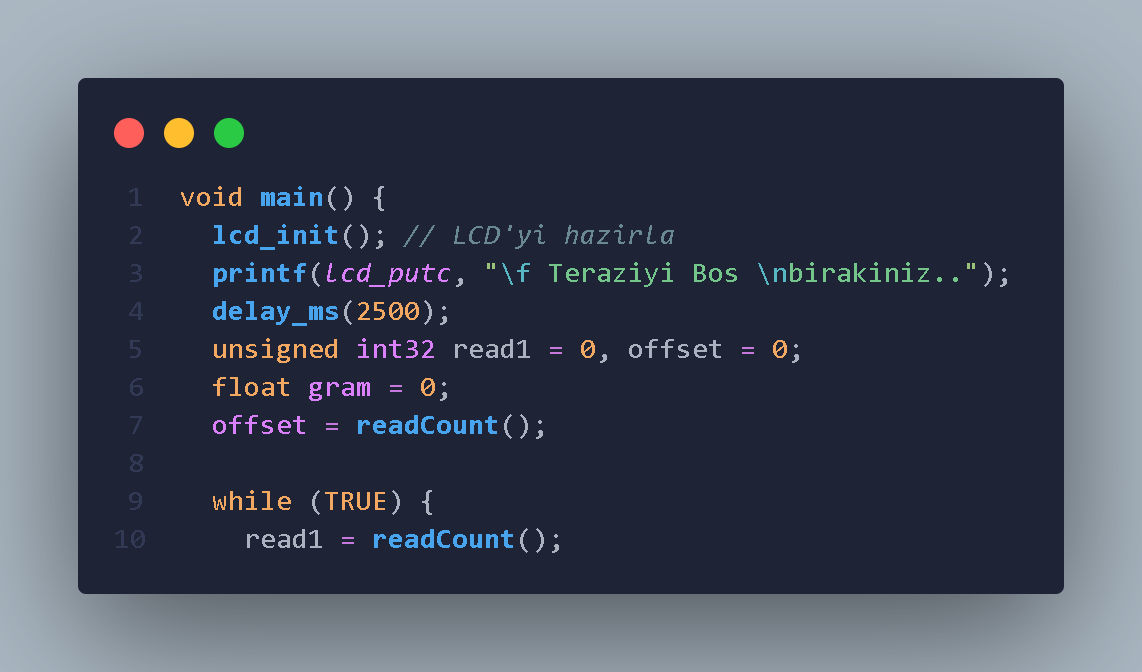 1 void main() {
2 lcd_init(); // LCD'yi hazirla
3 printf(lcd_putc, "\f Teraziyi Bos \nbirakiniz..");
4 delay_ms(2500);
5 unsigned int32 read1 = 0, offset = 0;
6 float gram = 0;
7 offset = readCount();
8
9 while (TRUE) {
10 read1 = readCount();